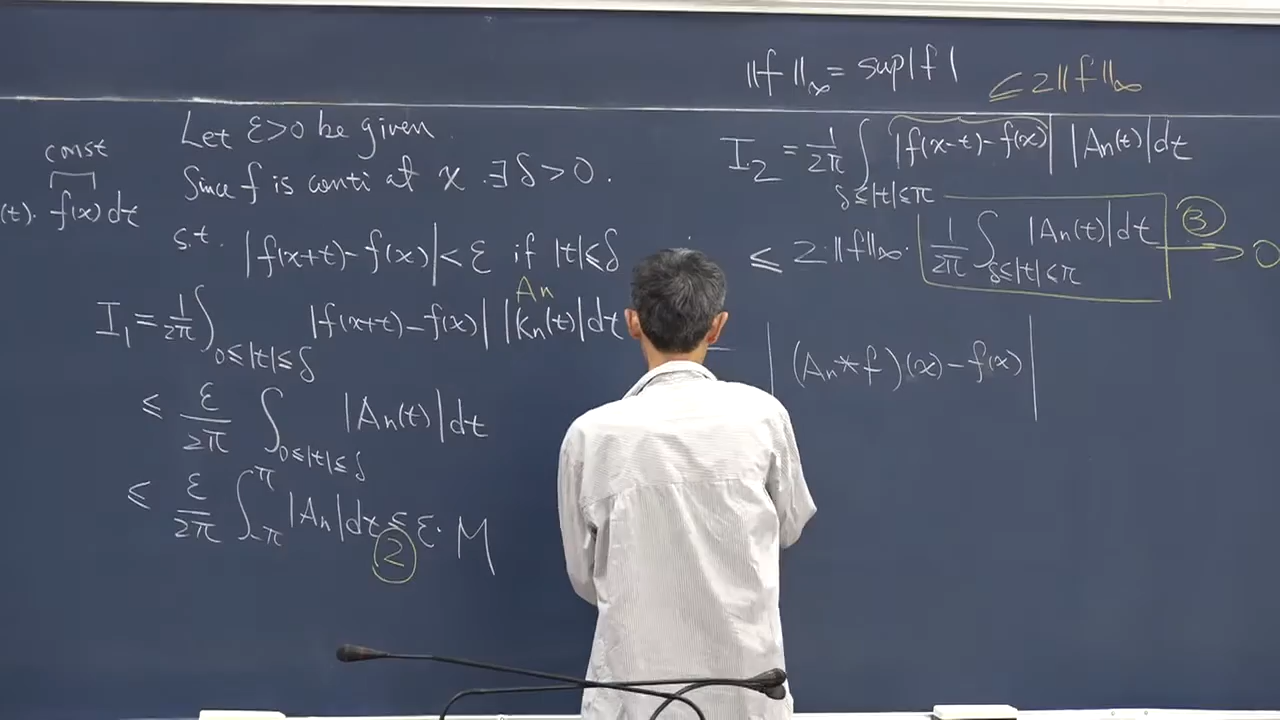 const
(t). f(x)dt
Let ε>0 be given.
Since f is conti at x. ∃δ>0.
s.t. |f(x+t)-f(x)|<ε if |t|≤δ
An
I₁ = 1/2π ∫_{0≤|t|≤δ} |f(x+t)-f(x)| |Kn(t)|dt
≤ ε/2π ∫_{0≤|t|≤δ} |An(t)|dt
≤ ε/2π ∫_{-π}^{π} |An|dt ≤ ε·M
②
‖f‖_∞ = sup|f|
≤2‖f‖_∞
I₂ = 1/2π ∫_{δ≤|t|≤π} |f(x-t)-f(x)| |An(t)|dt
≤ 2·‖f‖_∞· 1/2π ∫_{δ≤|t|≤π} |An(t)|dt ③→ 0
|(An*f)(x)-f(x)|